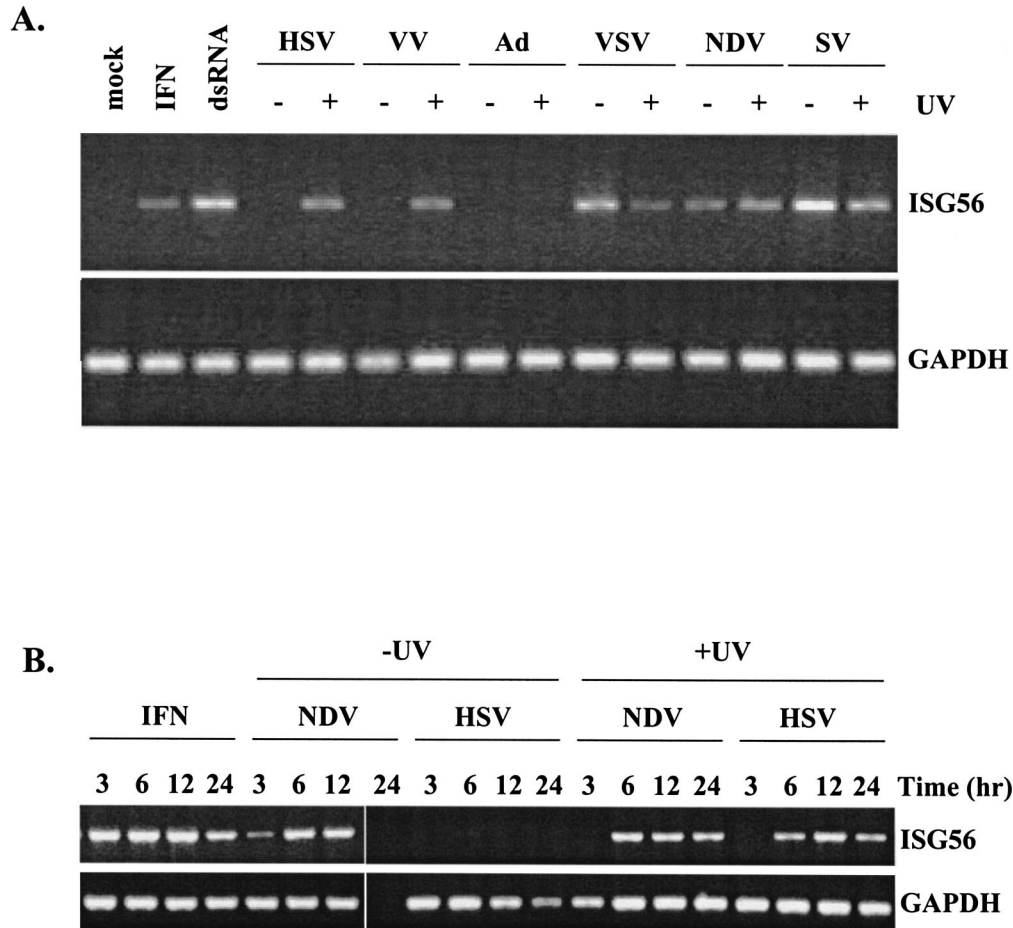 A.
mock IFN dsRNA HSV VV Ad VSV NDV SV
- + - + - + - + - + - + UV
ISG56
GAPDH
B.
-UV +UV
IFN NDV HSV NDV HSV
3 6 12 24 3 6 12 24 3 6 12 24 3 6 12 24 3 6 12 24 Time (hr)
ISG56
GAPDH